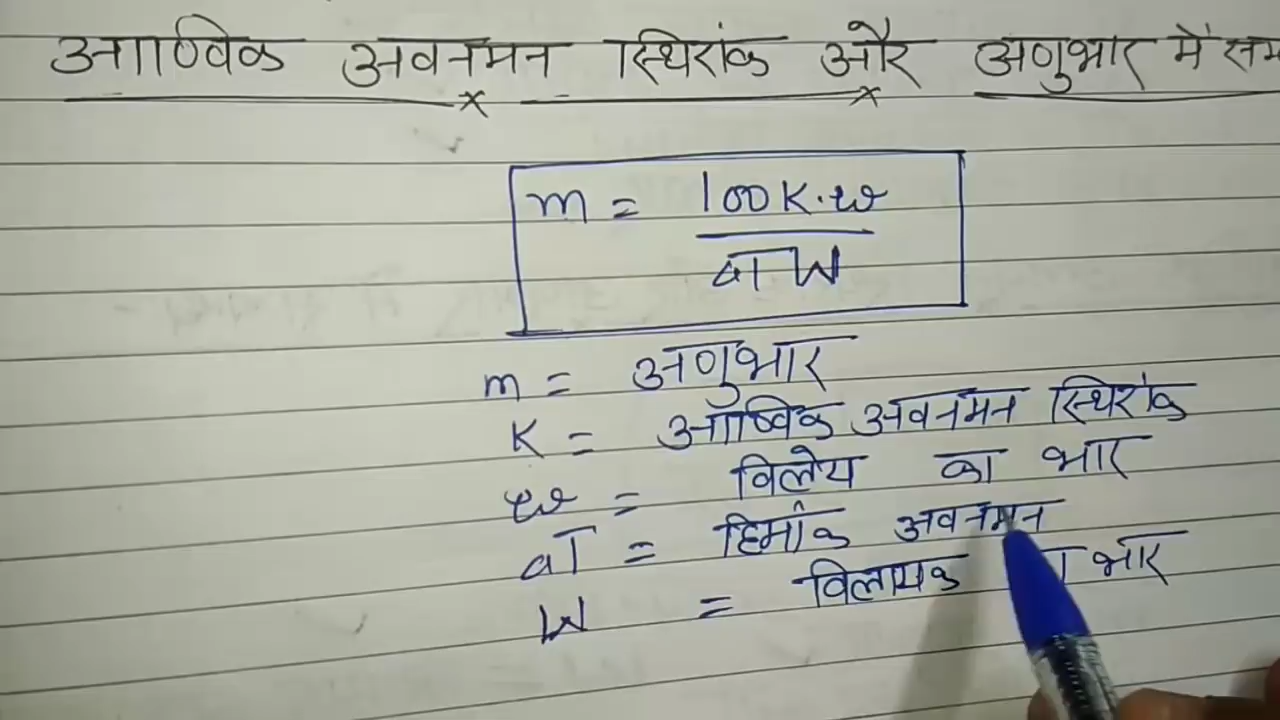 आण्विक अवनमन स्थिरांक और अणुभार में सम
m = 100K·w / ΔT W
m = अणुभार
K = आण्विक अवनमन स्थिरांक
w = विलेय का भार
ΔT = हिमांक अवनमन
W = विलायक भार